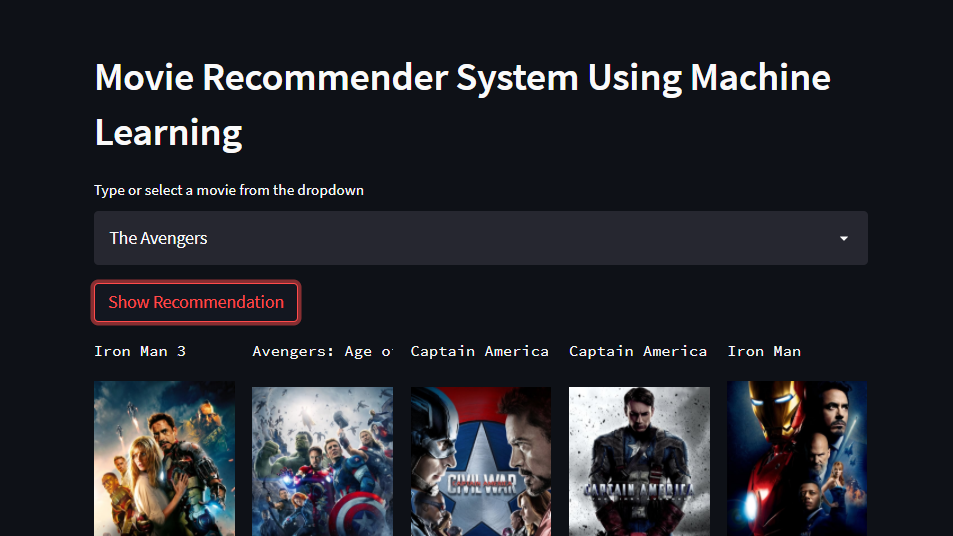 Movie Recommender System Using Machine
Learning
Type or select a movie from the dropdown
The Avengers
Show Recommendation
Iron Man 3
Avengers: Age o
Captain America
Captain America
Iron Man
CIVIL WAR
CAPTAIN AMERICA